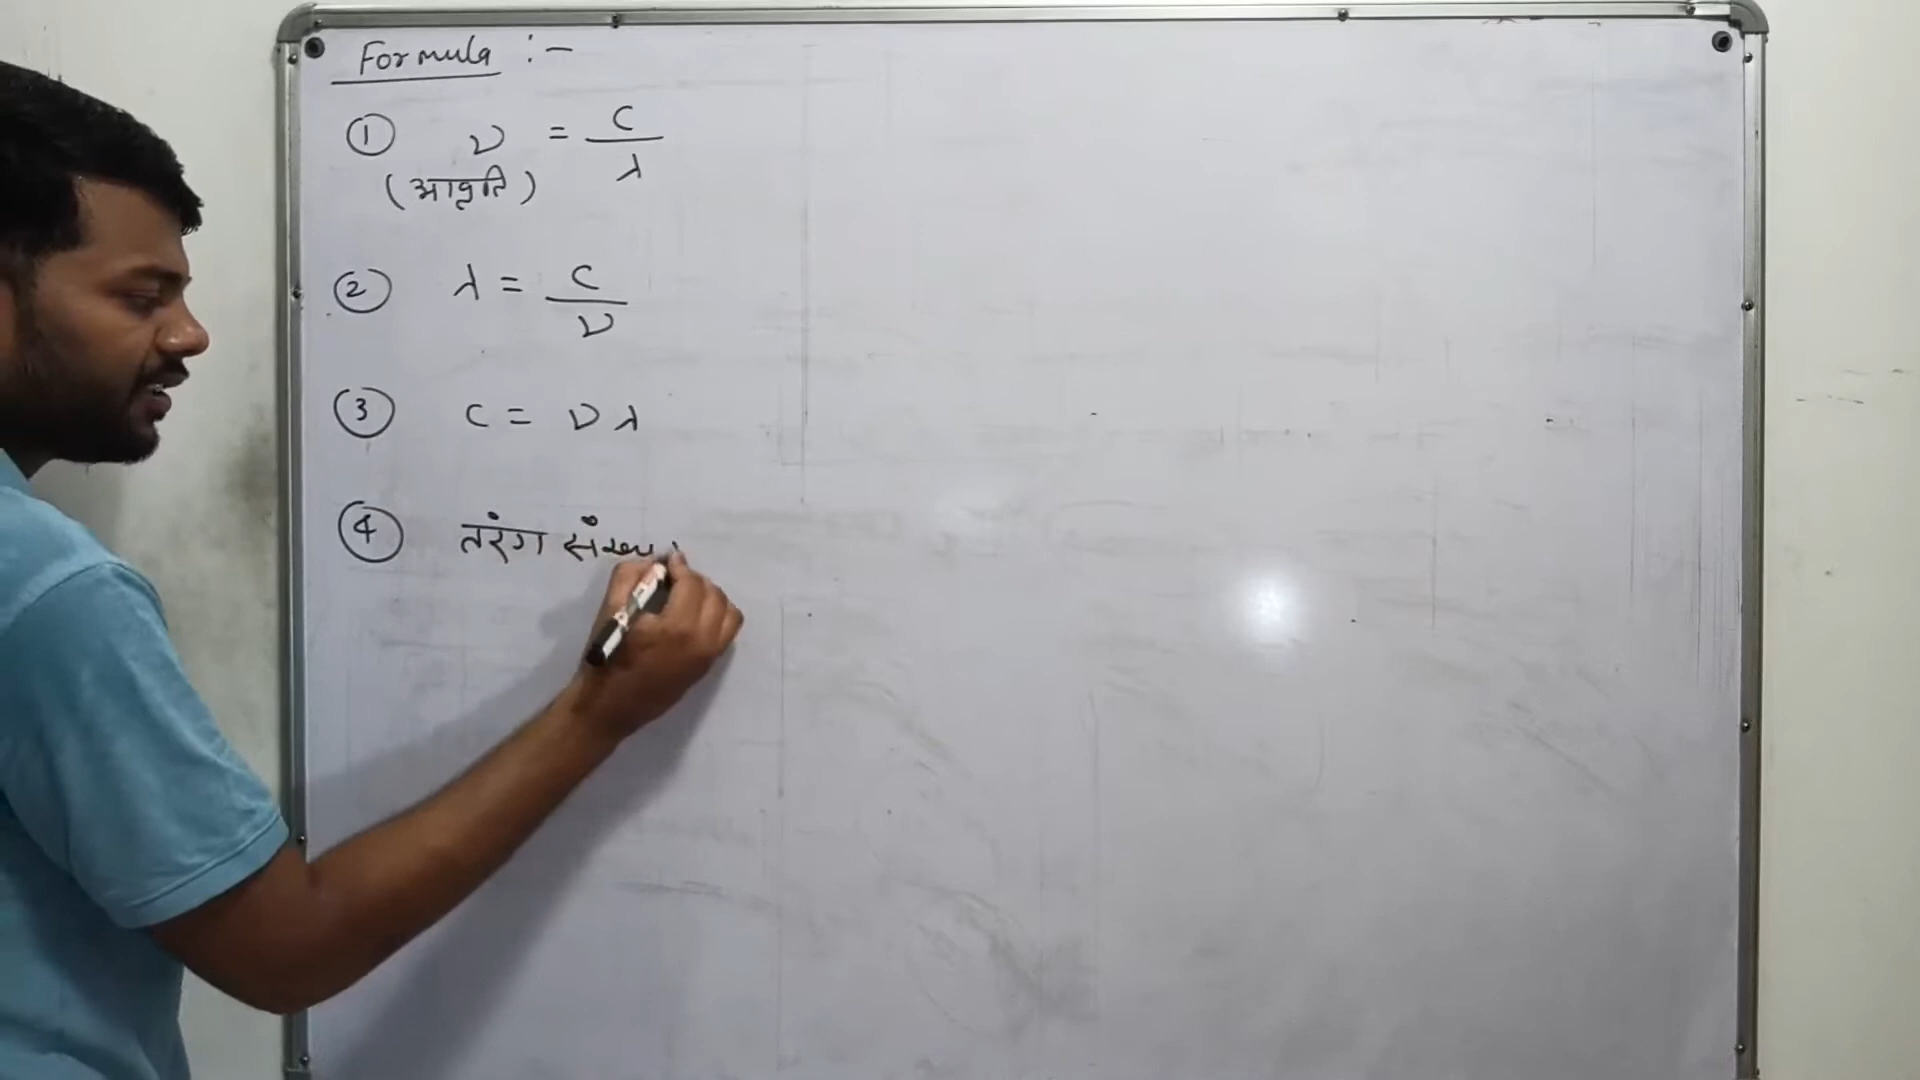 Formula :-
① ν = c/λ
(आवृति)
② λ = c/ν
③ c = νλ
④ तरंग